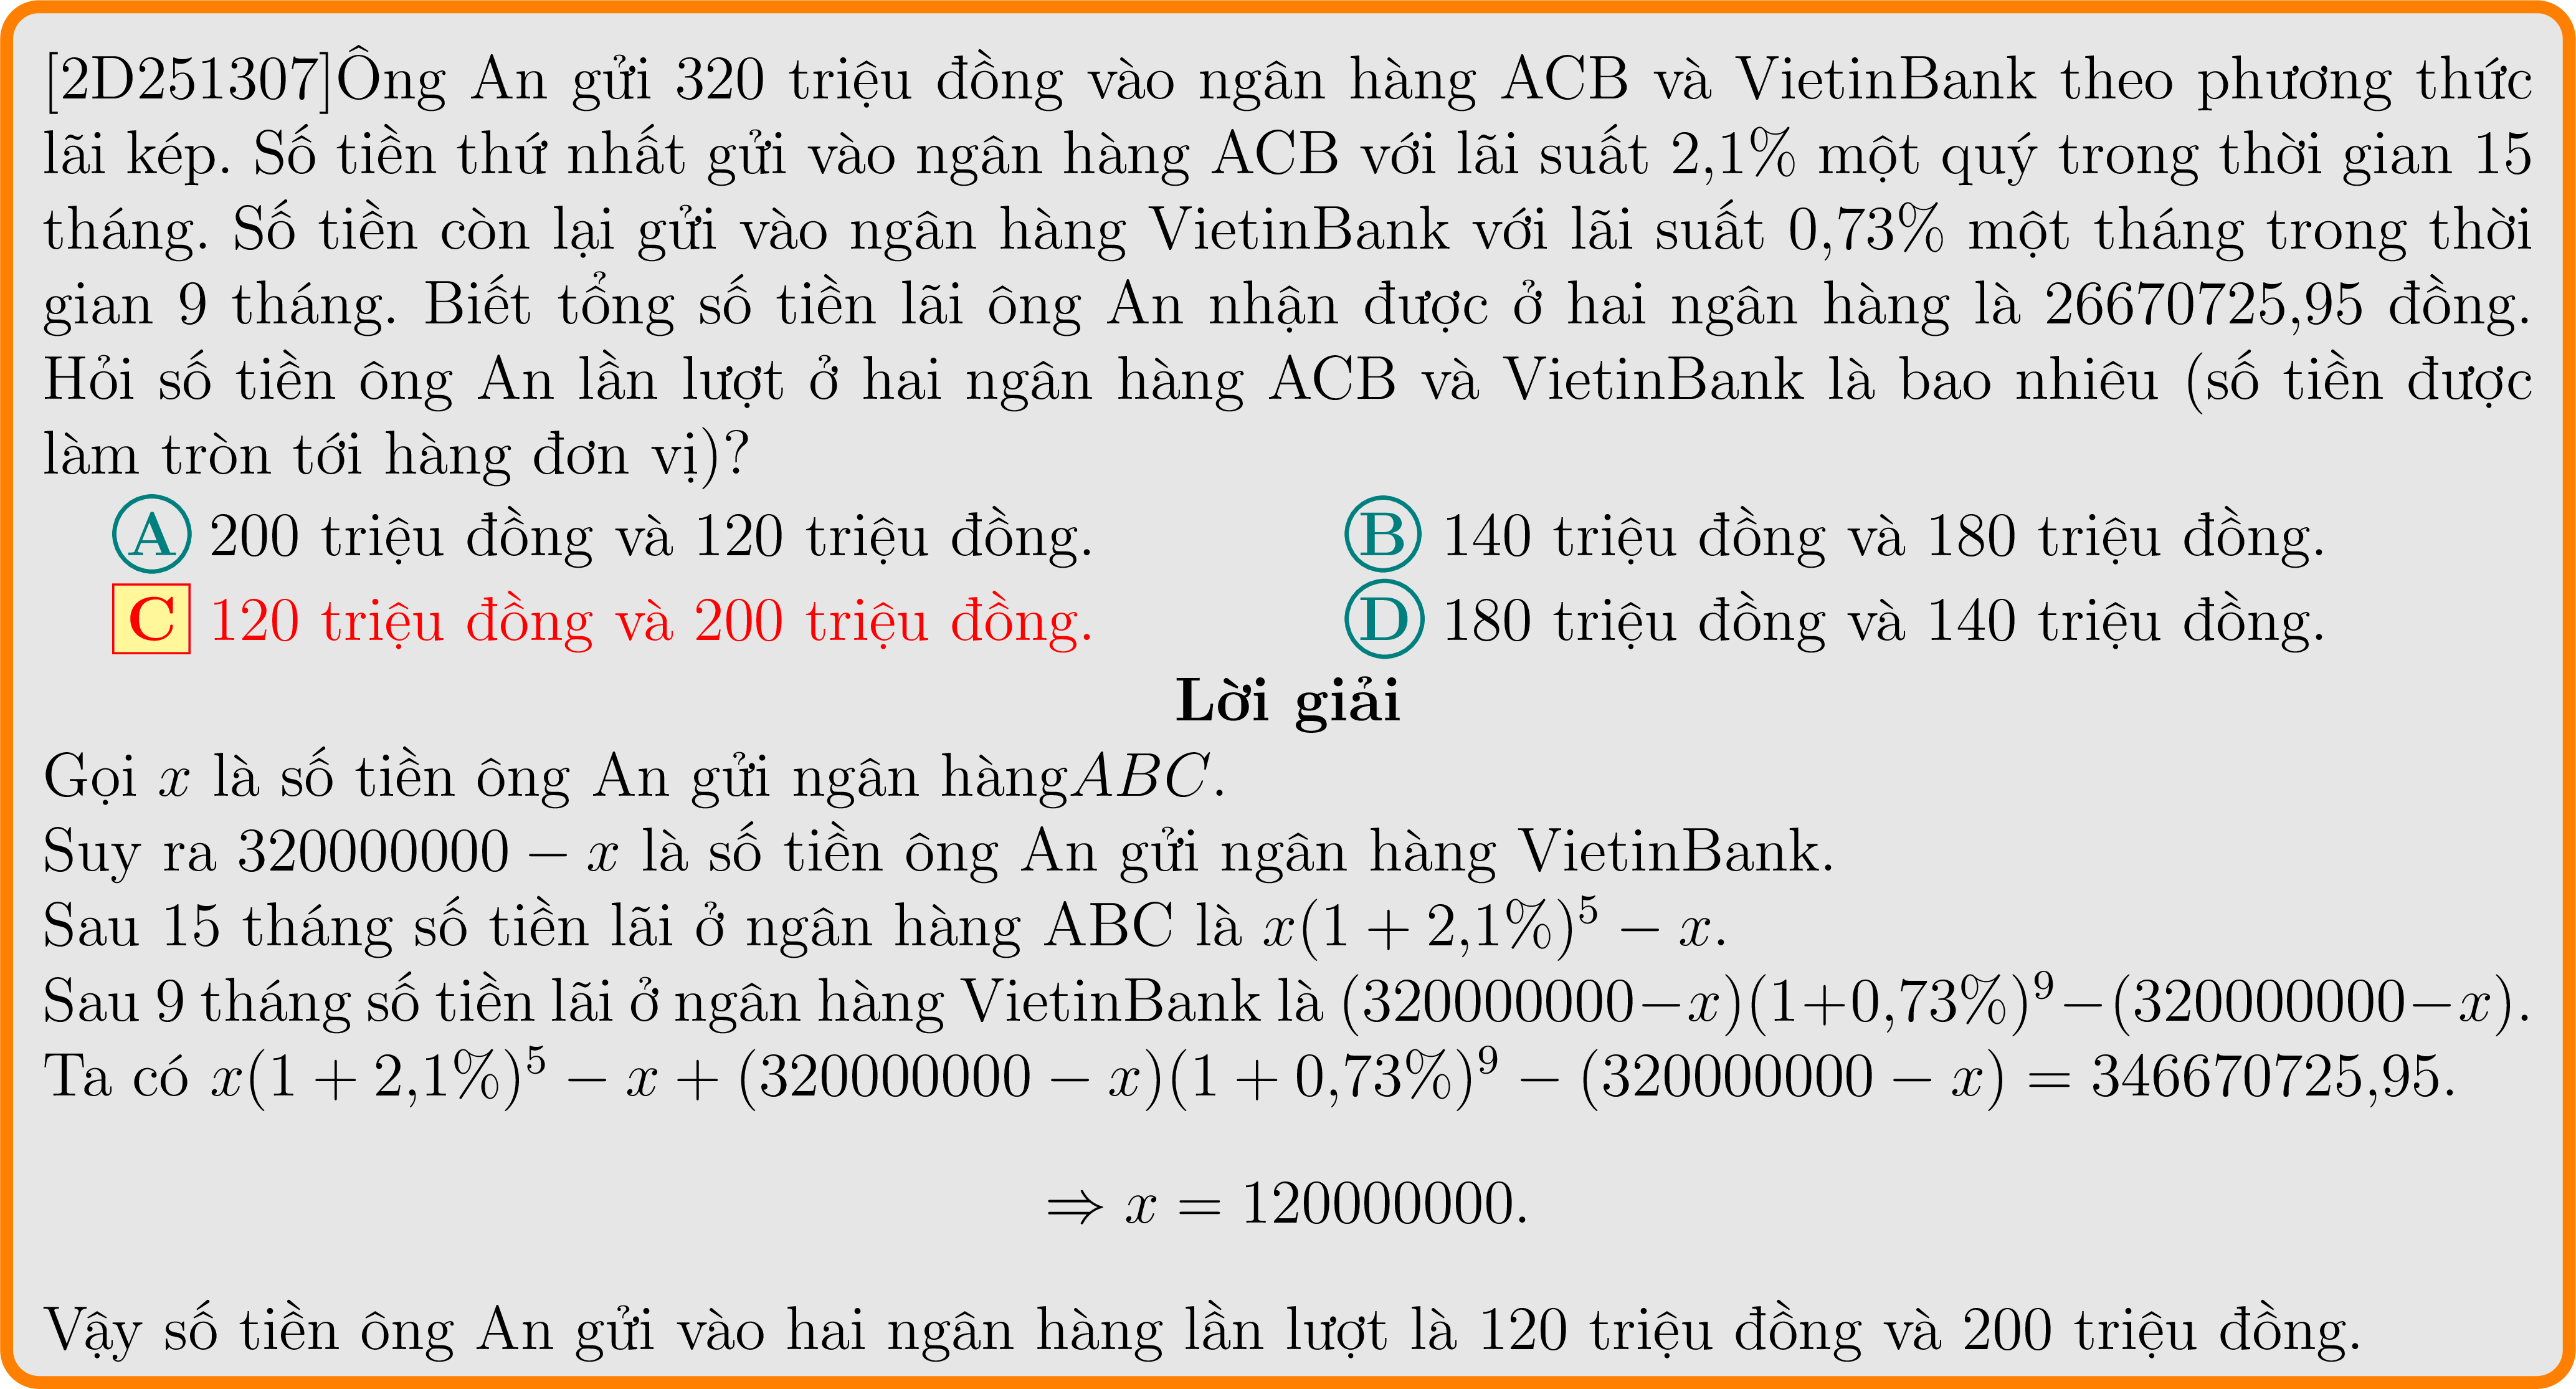 [2D251307]Ông An gửi 320 triệu đồng vào ngân hàng ACB và VietinBank theo phương thức
lãi kép. Số tiền thứ nhất gửi vào ngân hàng ACB với lãi suất 2,1% một quý trong thời gian 15
tháng. Số tiền còn lại gửi vào ngân hàng VietinBank với lãi suất 0,73% một tháng trong thời
gian 9 tháng. Biết tổng số tiền lãi ông An nhận được ở hai ngân hàng là 26670725,95 đồng.
Hỏi số tiền ông An lần lượt ở hai ngân hàng ACB và VietinBank là bao nhiêu (số tiền được
làm tròn tới hàng đơn vị)?
A 200 triệu đồng và 120 triệu đồng. B 140 triệu đồng và 180 triệu đồng.
C 120 triệu đồng và 200 triệu đồng. D 180 triệu đồng và 140 triệu đồng.
Lời giải
Gọi x là số tiền ông An gửi ngân hàngABC.
Suy ra 320000000 − x là số tiền ông An gửi ngân hàng VietinBank.
Sau 15 tháng số tiền lãi ở ngân hàng ABC là x(1 + 2,1%)⁵ − x.
Sau 9 tháng số tiền lãi ở ngân hàng VietinBank là (320000000−x)(1+0,73%)⁹−(320000000−x).
Ta có x(1 + 2,1%)⁵ − x + (320000000 − x)(1 + 0,73%)⁹ − (320000000 − x) = 346670725,95.
⇒ x = 120000000.
Vậy số tiền ông An gửi vào hai ngân hàng lần lượt là 120 triệu đồng và 200 triệu đồng.